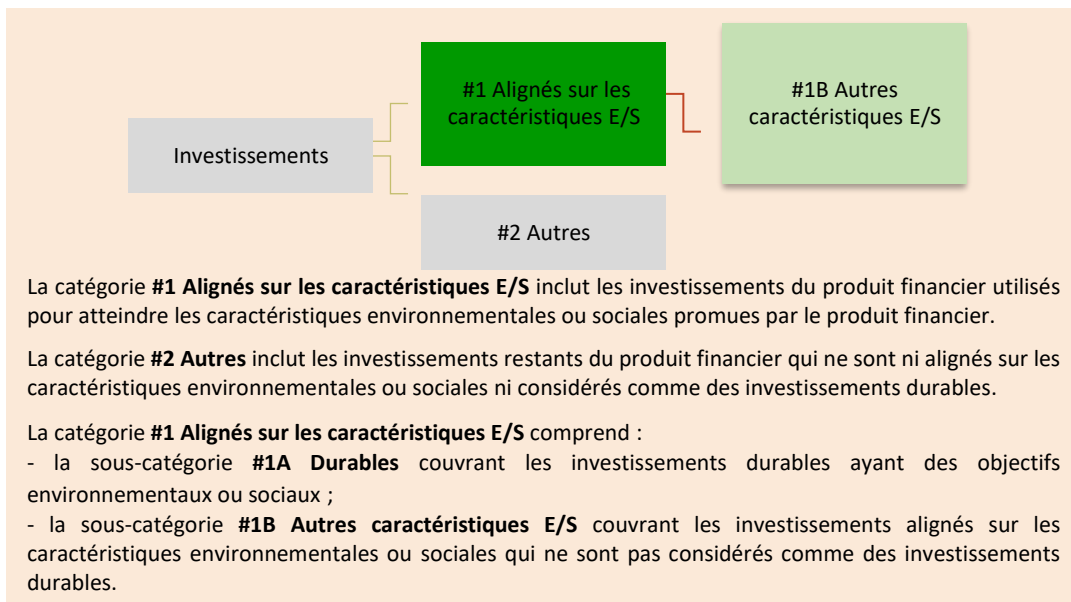 #1 Alignés sur les
caractéristiques E/S
#1B Autres
caractéristiques E/S
Investissements
#2 Autres
La catégorie #1 Alignés sur les caractéristiques E/S inclut les investissements du produit financier utilisés
pour atteindre les caractéristiques environnementales ou sociales promues par le produit financier.
La catégorie #2 Autres inclut les investissements restants du produit financier qui ne sont ni alignés sur les
caractéristiques environnementales ou sociales ni considérés comme des investissements durables.
La catégorie #1 Alignés sur les caractéristiques E/S comprend :
- la sous-catégorie #1A Durables couvrant les investissements durables ayant des objectifs
environnementaux ou sociaux ;
- la sous-catégorie #1B Autres caractéristiques E/S couvrant les investissements alignés sur les
caractéristiques environnementales ou sociales qui ne sont pas considérés comme des investissements
durables.